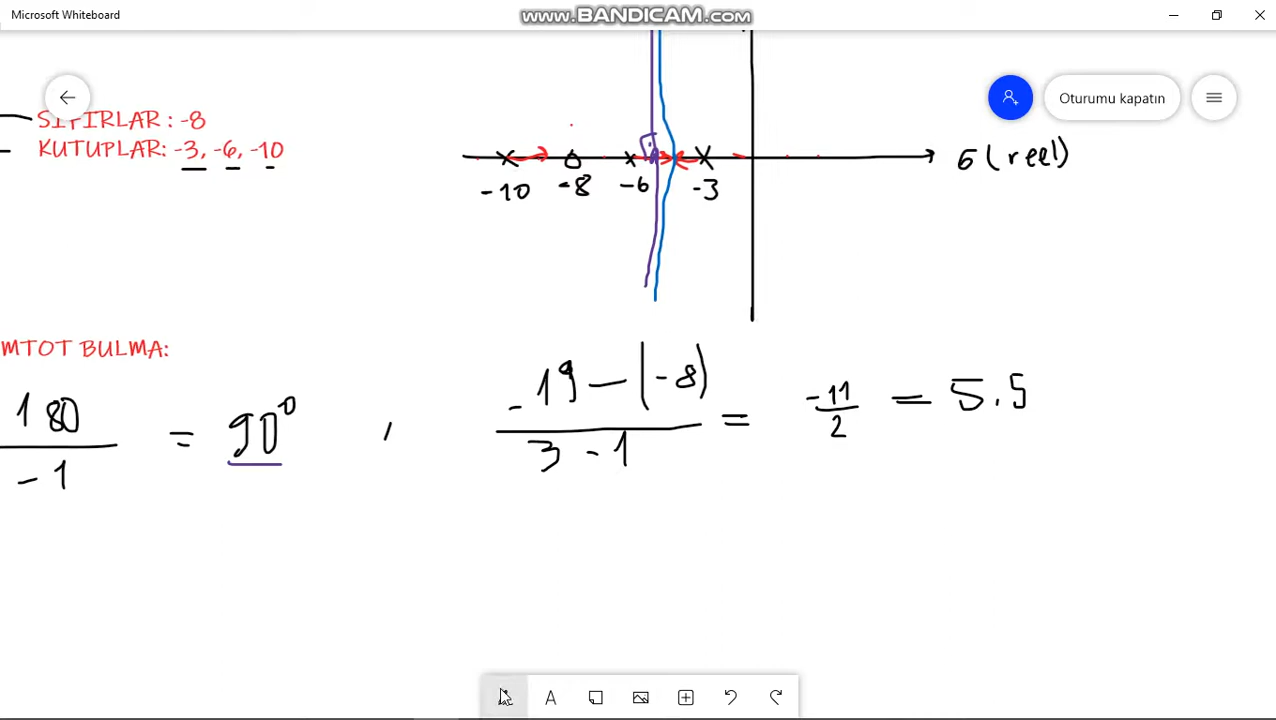 Microsoft Whiteboard
www.BANDICAM.com
Oturumu kapatın
SIFIRLAR : -8
KUTUPLAR: -3, -6, -10
-10 -8 -6 -3
σ (reel)
MTOT BULMA:
180 / -1 = 90° , -19 - (-8) / 3 - 1 = -11 / 2 = 5.5
A